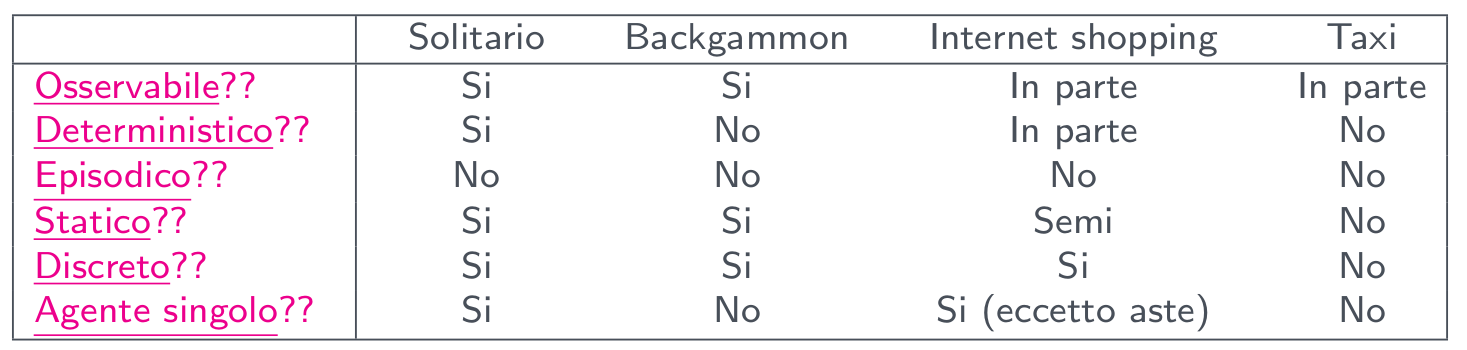 Solitario Backgammon Internet shopping Taxi
Osservabile?? Si Si In parte In parte
Deterministico?? Si No In parte No
Episodico?? No No No No
Statico?? Si Si Semi No
Discreto?? Si Si Si No
Agente singolo?? Si No Si (eccetto aste) No